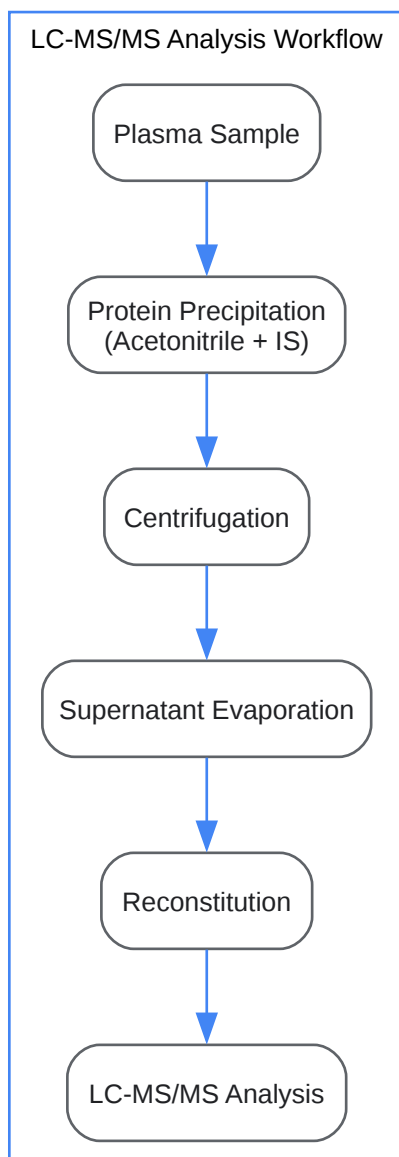 LC-MS/MS Analysis Workflow
Plasma Sample
Protein Precipitation
(Acetonitrile + IS)
Centrifugation
Supernatant Evaporation
Reconstitution
LC-MS/MS Analysis